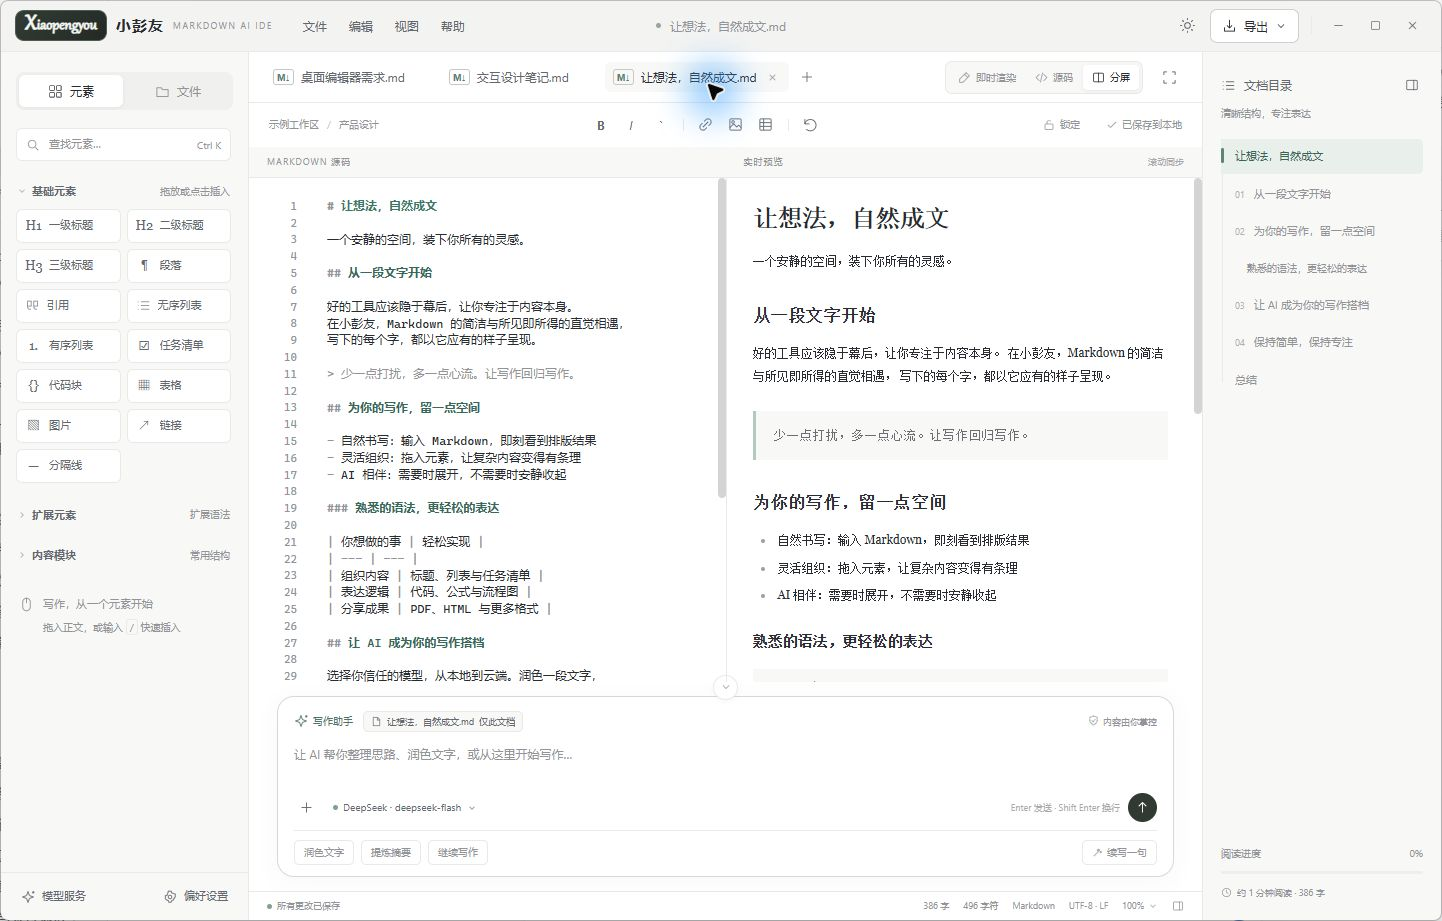 Xiaopengyou 小彭友 MARKDOWN AI IDE 文件 编辑 视图 帮助
让想法，自然成文.md
导出
元素 文件
查找元素... Ctrl K
基础元素 拖放或点击插入
H1 一级标题 H2 二级标题
H3 三级标题 ¶ 段落
引用 无序列表
1. 有序列表 任务清单
{} 代码块 表格
图片 链接
分隔线
扩展元素 扩展语法
内容模块 常用结构
写作，从一个元素开始
拖入正文，或输入 / 快速插入
模型服务 偏好设置
M↓ 桌面编辑器需求.md M↓ 交互设计笔记.md M↓ 让想法，自然成文.md × +
即时渲染 </> 源码 分屏
示例工作区 / 产品设计
B I `
锁定 已保存到本地
MARKDOWN 源码
1 # 让想法，自然成文
2
3 一个安静的空间，装下你所有的灵感。
4
5 ## 从一段文字开始
6
7 好的工具应该隐于幕后，让你专注于内容本身。
8 在小彭友，Markdown 的简洁与所见即所得的直觉相遇，
9 写下的每个字，都以它应有的样子呈现。
10
11 > 少一点打扰，多一点心流。让写作回归写作。
12
13 ## 为你的写作，留一点空间
14
15 - 自然书写：输入 Markdown，即刻看到排版结果
16 - 灵活组织：拖入元素，让复杂内容变得有条理
17 - AI 相伴：需要时展开，不需要时安静收起
18
19 ### 熟悉的语法，更轻松的表达
20
21 | 你想做的事 | 轻松实现 |
22 | --- | --- |
23 | 组织内容 | 标题、列表与任务清单 |
24 | 表达逻辑 | 代码、公式与流程图 |
25 | 分享成果 | PDF、HTML 与更多格式 |
26
27 ## 让 AI 成为你的写作搭档
28
29 选择你信任的模型，从本地到云端。润色一段文字，
实时预览 滚动同步
让想法，自然成文
一个安静的空间，装下你所有的灵感。
从一段文字开始
好的工具应该隐于幕后，让你专注于内容本身。 在小彭友，Markdown 的简洁
与所见即所得的直觉相遇， 写下的每个字，都以它应有的样子呈现。
少一点打扰，多一点心流。让写作回归写作。
为你的写作，留一点空间
• 自然书写：输入 Markdown，即刻看到排版结果
• 灵活组织：拖入元素，让复杂内容变得有条理
• AI 相伴：需要时展开，不需要时安静收起
熟悉的语法，更轻松的表达
写作助手 让想法，自然成文.md 仅此文档 内容由你掌控
让 AI 帮你整理思路、润色文字，或从这里开始写作...
+ DeepSeek · deepseek-flash Enter 发送 · Shift Enter 换行
润色文字 提炼摘要 继续写作 续写一句
所有更改已保存 386 字 496 字符 Markdown UTF-8 · LF 100%
文档目录
清晰结构，专注表达
让想法，自然成文
01 从一段文字开始
02 为你的写作，留一点空间
熟悉的语法，更轻松的表达
03 让 AI 成为你的写作搭档
04 保持简单，保持专注
总结
阅读进度 0%
约 1 分钟阅读 · 386 字